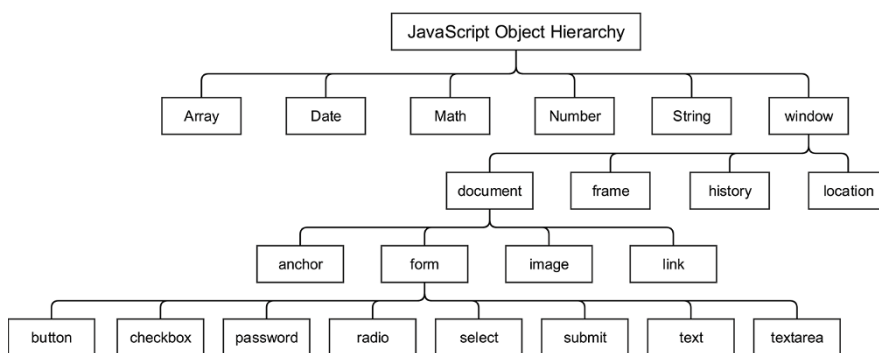 JavaScript Object Hierarchy
Array
Date
Math
Number
String
window
document
frame
history
location
anchor
form
image
link
button
checkbox
password
radio
select
submit
text
textarea